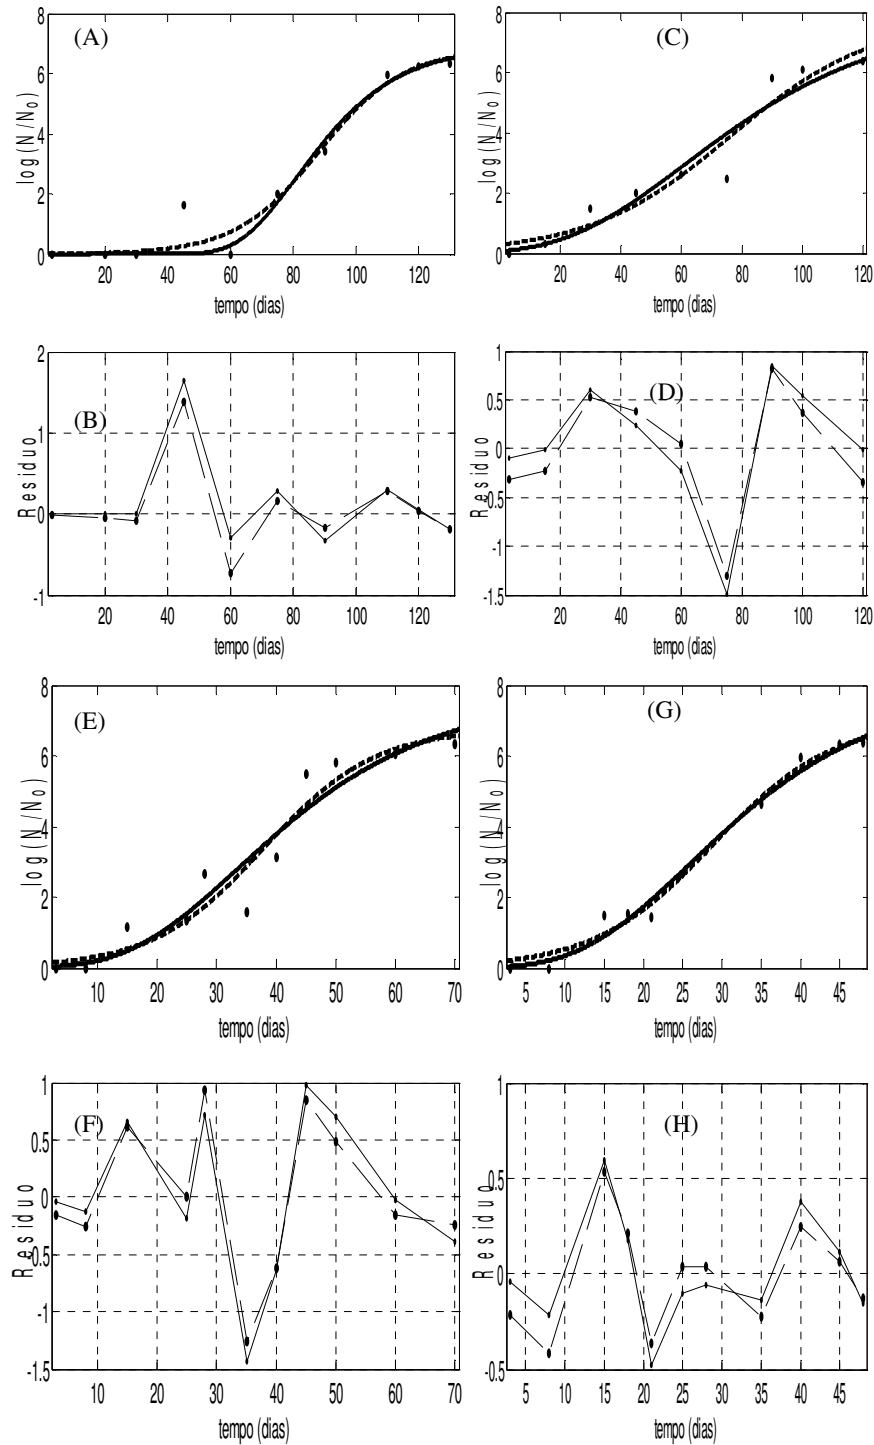 (A)
log(N/N₀)
8
6
4
2
0
20 40 60 80 100 120
tempo (dias)
(C)
log(N/N₀)
8
6
4
2
0
20 40 60 80 100 120
tempo (dias)
(B)
Residuo
2
1
0
-1
20 40 60 80 100 120
tempo (dias)
(D)
Residuo
1
0.5
0
-0.5
-1
-1.5
20 40 60 80 100 120
tempo (dias)
(E)
log(N/N₀)
8
6
4
2
0
10 20 30 40 50 60 70
tempo (dias)
(G)
log(N/N₀)
8
6
4
2
0
5 10 15 20 25 30 35 40 45
tempo (dias)
(F)
Residuo
1
0.5
0
-0.5
-1
-1.5
10 20 30 40 50 60 70
tempo (dias)
(H)
Residuo
1
0.5
0
-0.5
5 10 15 20 25 30 35 40 45
tempo (dias)